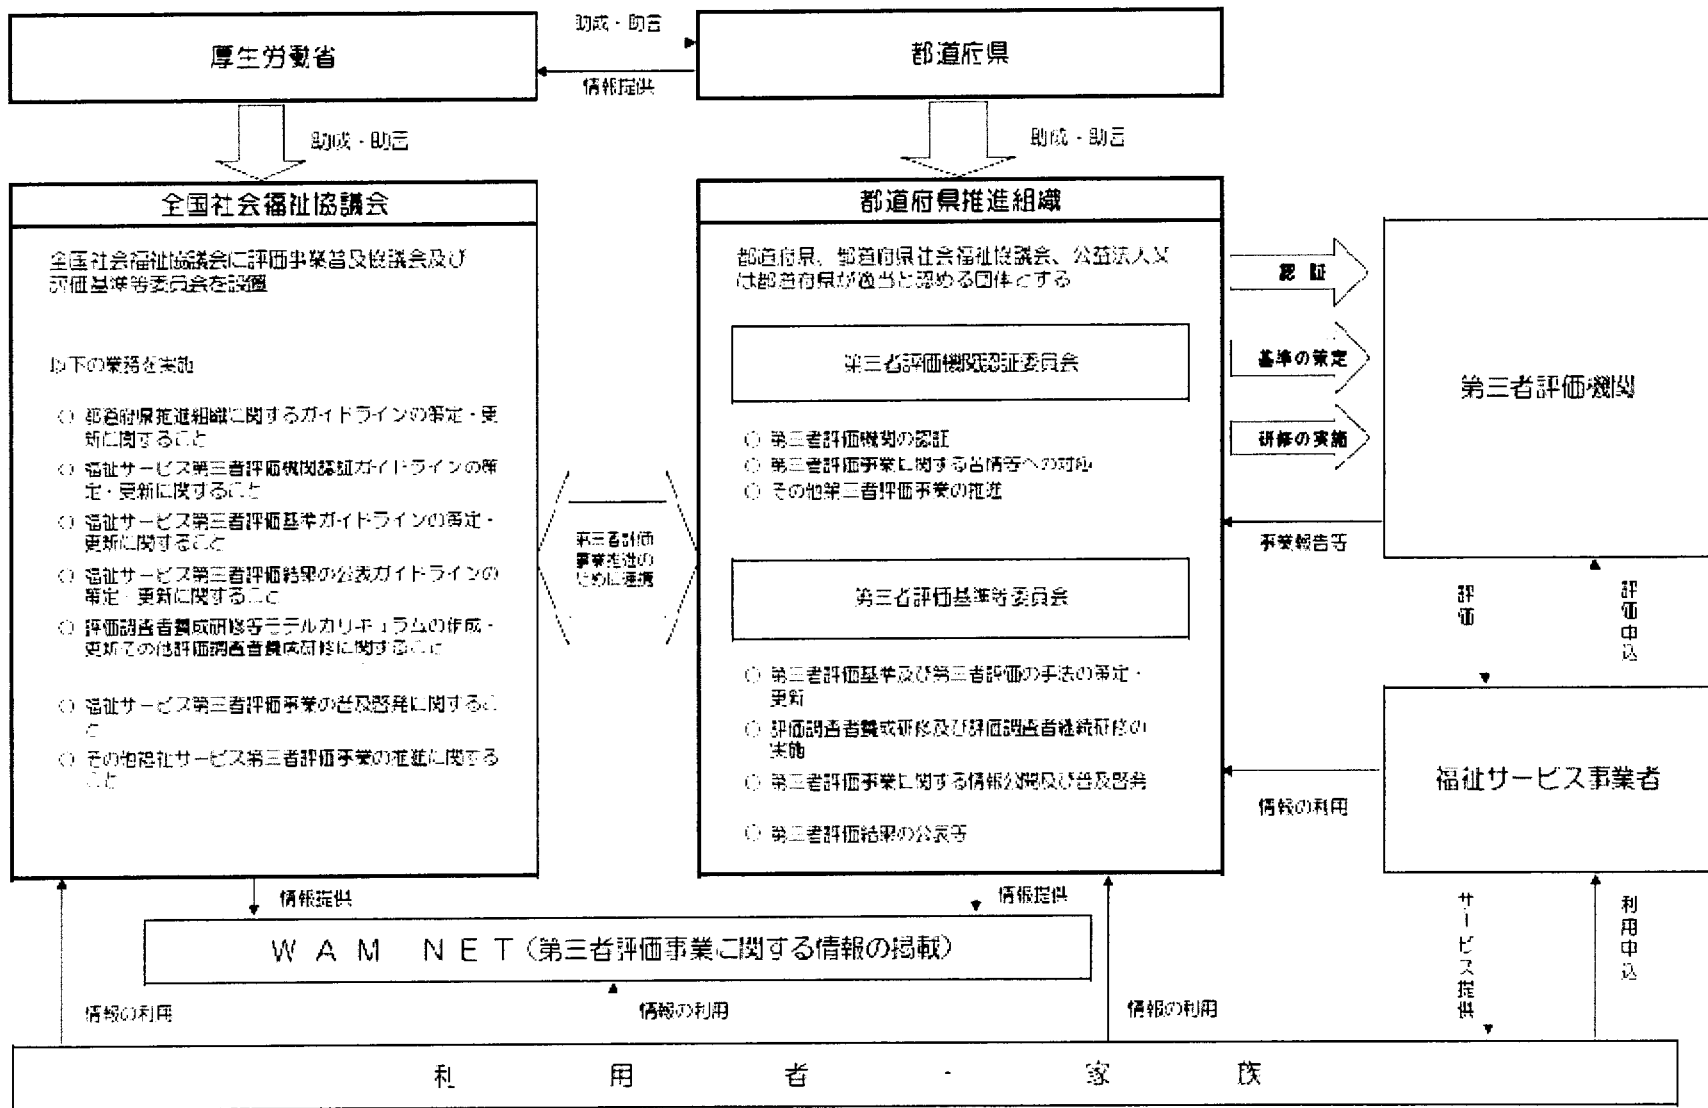 厚生労働省
助成・助言
情報提供
都道府県
助成・助言
助成・助言
全国社会福祉協議会
全国社会福祉協議会に評価事業普及協議会及び
評価基準等委員会を設置
以下の業務を実施
○ 都道府県推進組織に関するガイドラインの策定・更
新に関すること
○ 福祉サービス第三者評価機関認証ガイドラインの策
定・更新に関すること
○ 福祉サービス第三者評価基準ガイドラインの策定・
更新に関すること
○ 福祉サービス第三者評価結果の公表ガイドラインの
策定・更新に関すること
○ 評価調査者養成研修等モデルカリキュラムの作成・
更新その他評価調査者養成研修に関すること
○ 福祉サービス第三者評価事業の普及啓発に関するこ
と
○ その他福祉サービス第三者評価事業の推進に関する
こと
第三者評価
事業推進の
ために連携
都道府県推進組織
都道府県、都道府県社会福祉協議会、公益法人又
は都道府県が適当と認める団体とする
第三者評価機関認証委員会
○ 第三者評価機関の認証
○ 第三者評価事業に関する苦情等への対応
○ その他第三者評価事業の推進
第三者評価基準等委員会
○ 第三者評価基準及び第三者評価の手法の策定・
更新
○ 評価調査者養成研修及び評価調査者継続研修の
実施
○ 第三者評価事業に関する情報公開及び普及啓発
○ 第三者評価結果の公表等
認証
基準の策定
研修の実施
事業報告等
第三者評価機関
評価
評価申込
福祉サービス事業者
情報の利用
サービス提供
利用申込
情報提供
情報提供
WAM NET(第三者評価事業に関する情報の掲載)
情報の利用
情報の利用
情報の利用
利用者・家族